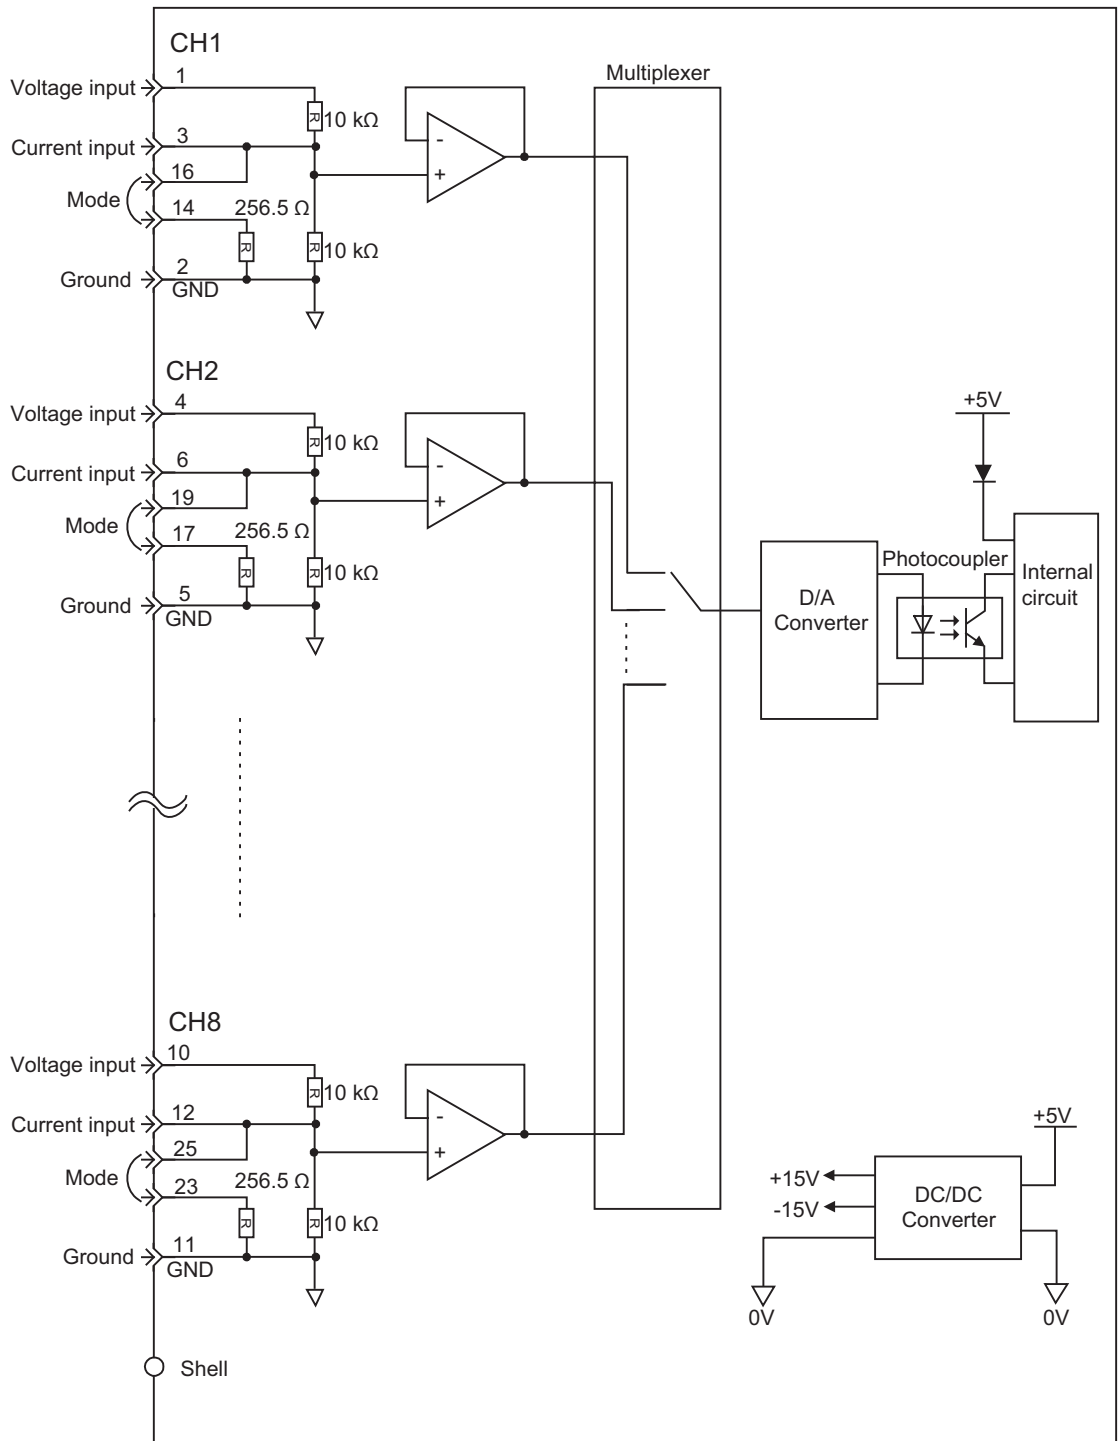 CH1
Voltage input
1
R
10 kΩ
Current input
3
16
Mode
14
256.5 Ω
R
R
10 kΩ
Ground
2
GND
-
+
Multiplexer
CH2
Voltage input
4
R
10 kΩ
Current input
6
19
Mode
17
256.5 Ω
R
R
10 kΩ
Ground
5
GND
-
+
+5V
D/A
Converter
Photocoupler
Internal
circuit
CH8
Voltage input
10
R
10 kΩ
Current input
12
25
Mode
23
256.5 Ω
R
R
10 kΩ
Ground
11
GND
-
+
+5V
+15V
-15V
DC/DC
Converter
0V
0V
Shell